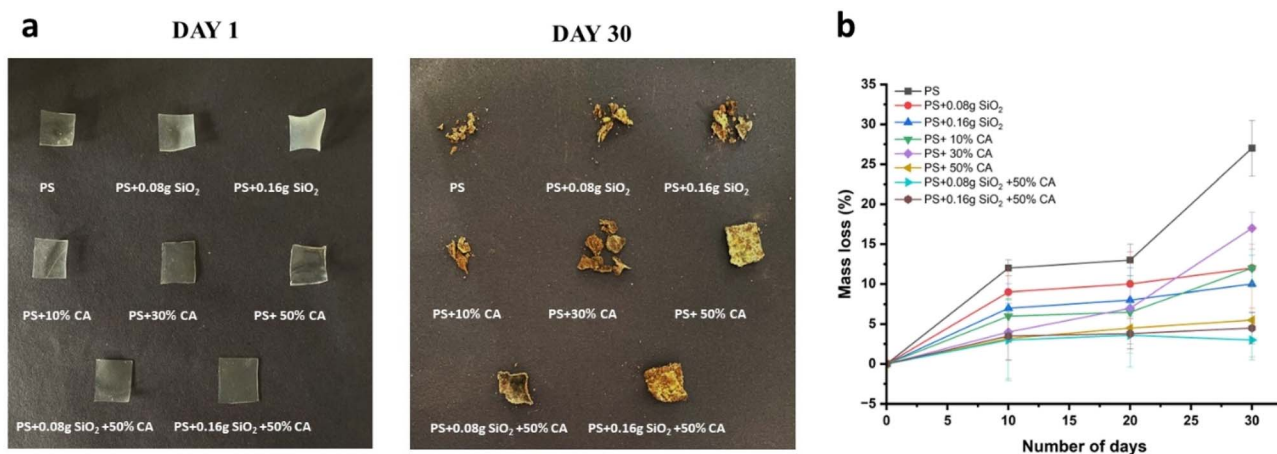 a
DAY 1
DAY 30
PS
PS+0.08g SiO₂
PS+0.16g SiO₂
PS+10% CA
PS+30% CA
PS+ 50% CA
PS+0.08g SiO₂ +50% CA
PS+0.16g SiO₂ +50% CA
PS
PS+0.08g SiO₂
PS+0.16g SiO₂
PS+10% CA
PS+30% CA
PS+ 50% CA
PS+0.08g SiO₂ +50% CA
PS+0.16g SiO₂ +50% CA
b
35
30
25
20
15
10
5
0
−5
Mass loss (%)
PS
PS+0.08g SiO₂
PS+0.16g SiO₂
PS+ 10% CA
PS+ 30% CA
PS+ 50% CA
PS+0.08g SiO₂ +50% CA
PS+0.16g SiO₂ +50% CA
0
5
10
15
20
25
30
Number of days